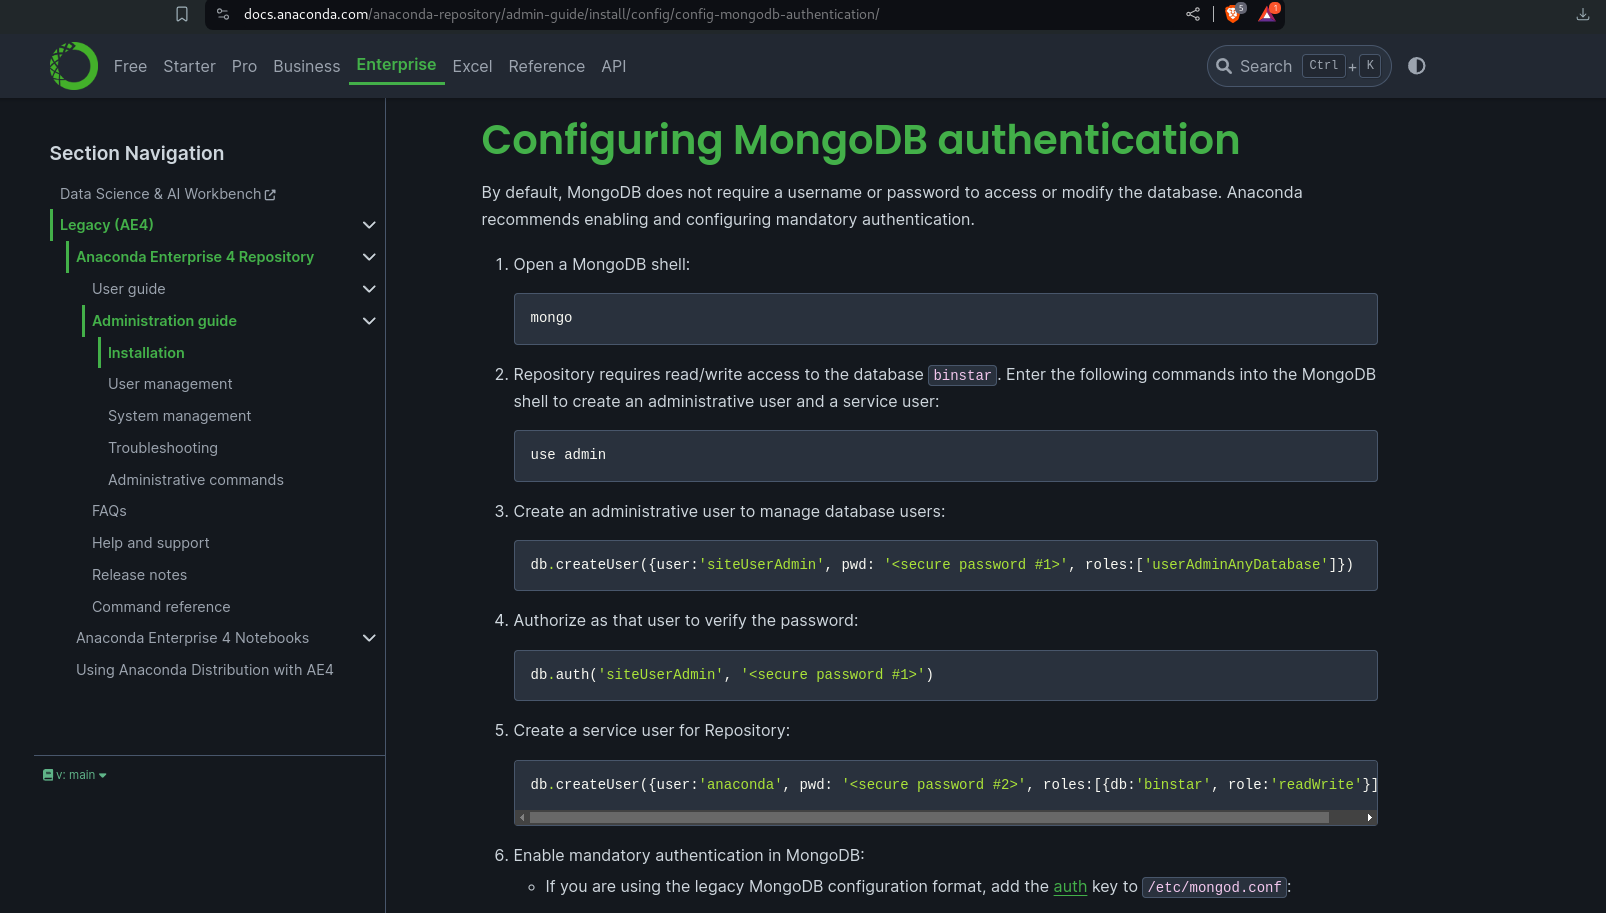 docs.anaconda.com/anaconda-repository/admin-guide/install/config/config-mongodb-authentication/
5
1
Free Starter Pro Business Enterprise Excel Reference API
Search Ctrl + K
Section Navigation
Data Science & AI Workbench
Legacy (AE4)
Anaconda Enterprise 4 Repository
User guide
Administration guide
Installation
User management
System management
Troubleshooting
Administrative commands
FAQs
Help and support
Release notes
Command reference
Anaconda Enterprise 4 Notebooks
Using Anaconda Distribution with AE4
v: main
Configuring MongoDB authentication
By default, MongoDB does not require a username or password to access or modify the database. Anaconda
recommends enabling and configuring mandatory authentication.
1. Open a MongoDB shell:
mongo
2. Repository requires read/write access to the database binstar. Enter the following commands into the MongoDB
shell to create an administrative user and a service user:
use admin
3. Create an administrative user to manage database users:
db.createUser({user:'siteUserAdmin', pwd: '<secure password #1>', roles:['userAdminAnyDatabase']})
4. Authorize as that user to verify the password:
db.auth('siteUserAdmin', '<secure password #1>')
5. Create a service user for Repository:
db.createUser({user:'anaconda', pwd: '<secure password #2>', roles:[{db:'binstar', role:'readWrite'}]
6. Enable mandatory authentication in MongoDB:
If you are using the legacy MongoDB configuration format, add the auth key to /etc/mongod.conf: